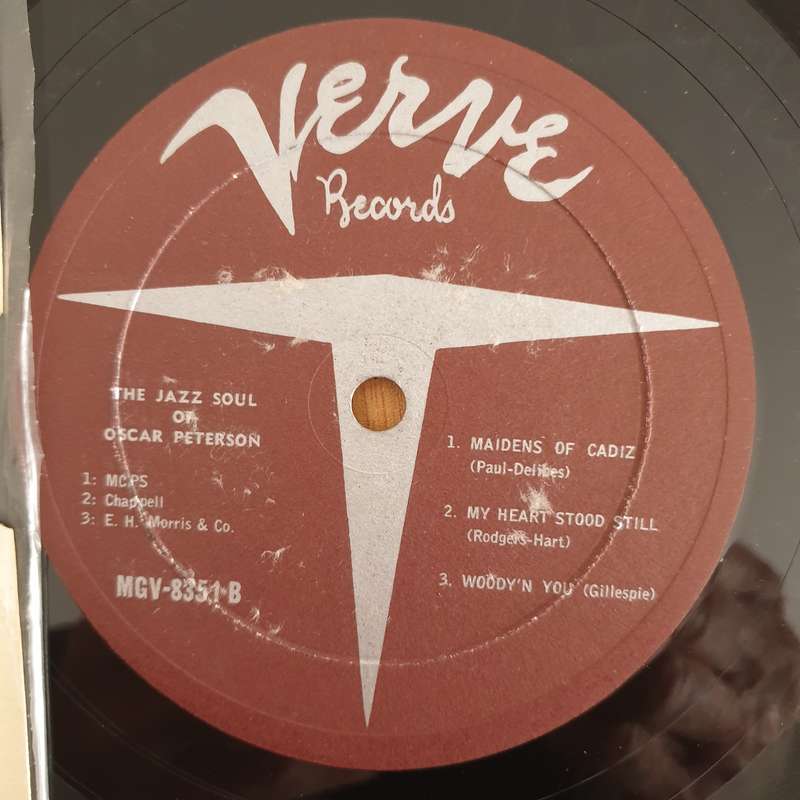 Verve
Records
THE JAZZ SOUL
OF
OSCAR PETERSON
1: MCPS
2: Chappell
3: E. H. Morris & Co.
MGV-8351-B
1. MAIDENS OF CADIZ
(Paul-Delibes)
2. MY HEART STOOD STILL
(Rodgers-Hart)
3. WOODY'N YOU (Gillespie)